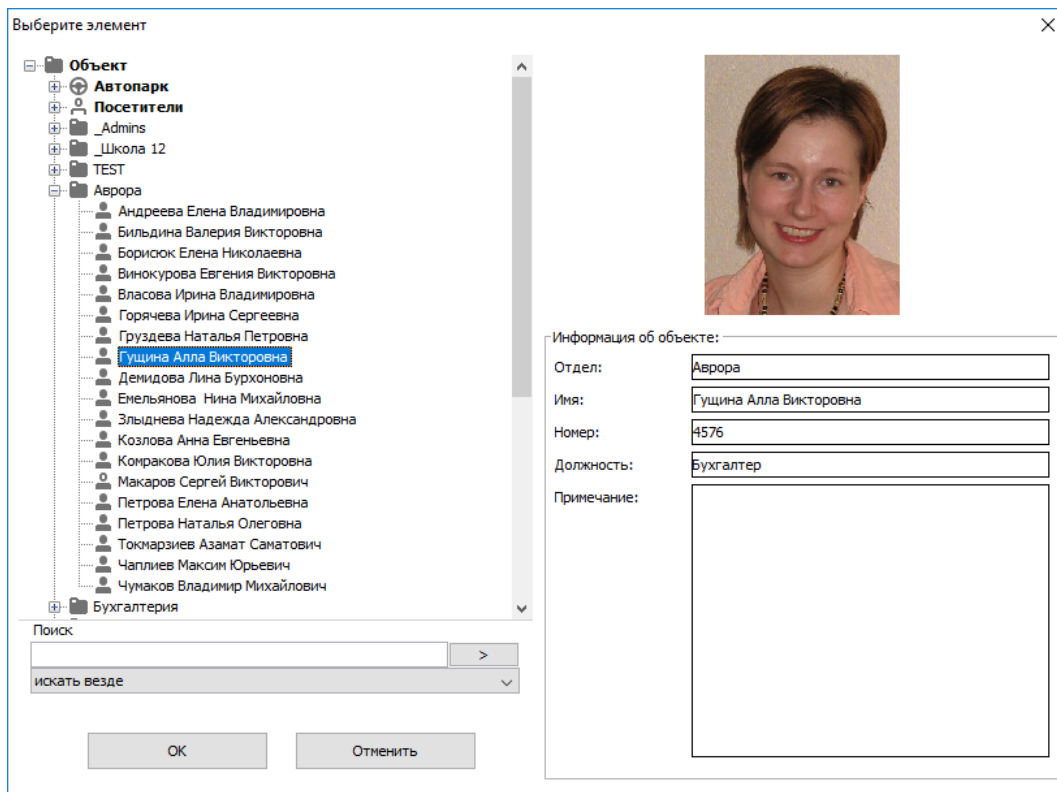 Выберите элемент
Объект
Автопарк
Посетители
_Admins
_Школа 12
TEST
Аврора
Андреева Елена Владимировна
Бильдина Валерия Викторовна
Борисюк Елена Николаевна
Винокурова Евгения Викторовна
Власова Ирина Владимировна
Горячева Ирина Сергеевна
Груздева Наталья Петровна
Гущина Алла Викторовна
Демидова Лина Бурхоновна
Емельянова  Нина Михайловна
Злыднева Надежда Александровна
Козлова Анна Евгеньевна
Комракова Юлия Викторовна
Макаров Сергей Викторович
Петрова Елена Анатольевна
Петрова Наталья Олеговна
Токмарзиев Азамат Саматович
Чаплиев Максим Юрьевич
Чумаков Владимир Михайлович
Бухгалтерия
Поиск
>
искать везде
ОК
Отменить
Информация об объекте:
Отдел: Аврора
Имя: Гущина Алла Викторовна
Номер: 4576
Должность: Бухгалтер
Примечание: